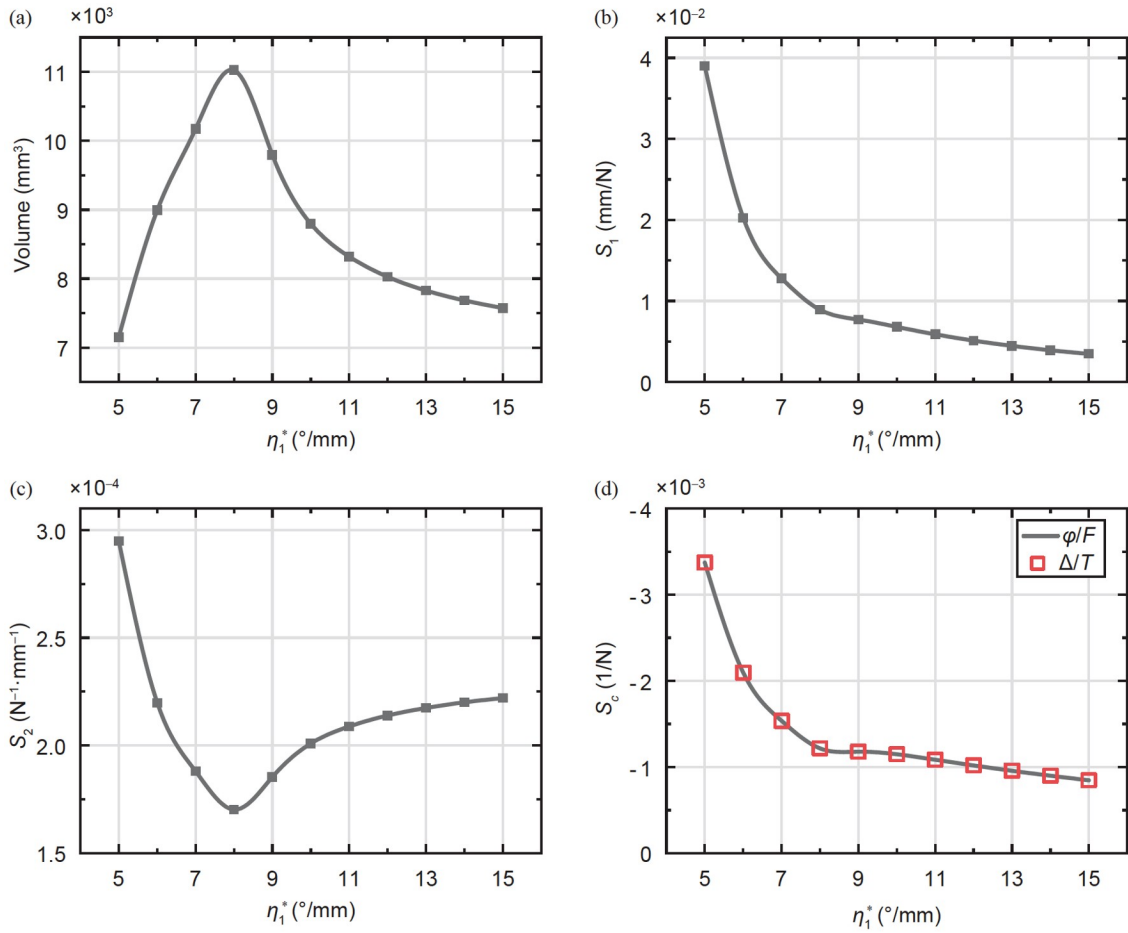 (a)
×10³
Volume (mm³)
11
10
9
8
7
5 7 9 11 13 15
η₁* (°/mm)
(b)
×10⁻²
S₁ (mm/N)
4
3
2
1
0
5 7 9 11 13 15
η₁* (°/mm)
(c)
×10⁻⁴
S₂ (N⁻¹·mm⁻¹)
3.0
2.5
2.0
1.5
5 7 9 11 13 15
η₁* (°/mm)
(d)
×10⁻³
S_c (1/N)
- 4
-3
-2
-1
0
φ/F
Δ/T
5 7 9 11 13 15
η₁* (°/mm)